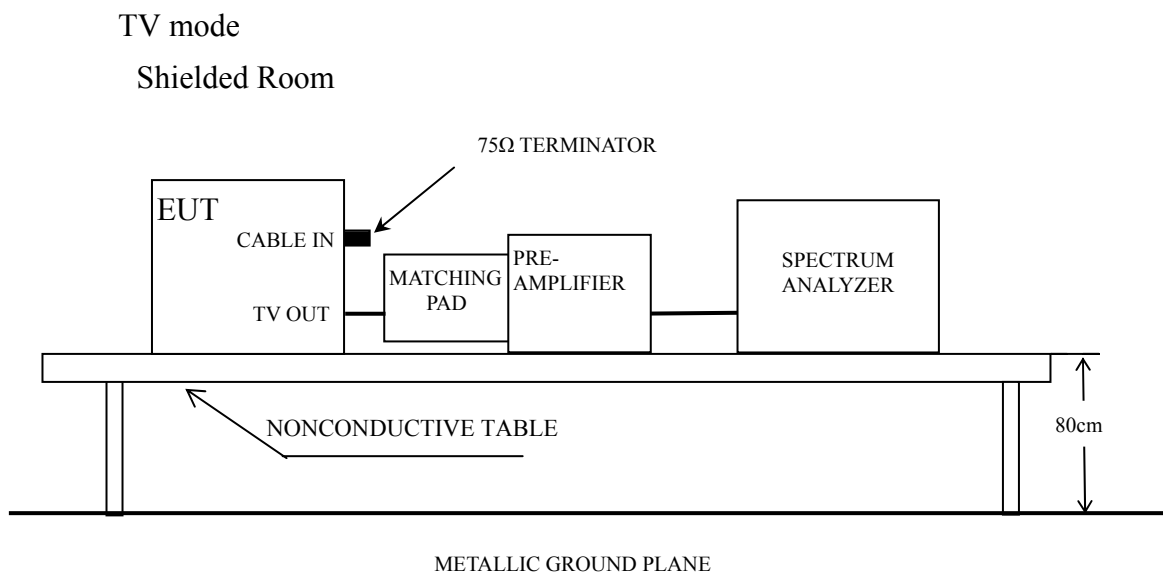 TV mode
Shielded Room
75Ω TERMINATOR
EUT
CABLE IN
TV OUT
MATCHING
PAD
PRE-
AMPLIFIER
SPECTRUM
ANALYZER
NONCONDUCTIVE TABLE
80cm
METALLIC GROUND PLANE